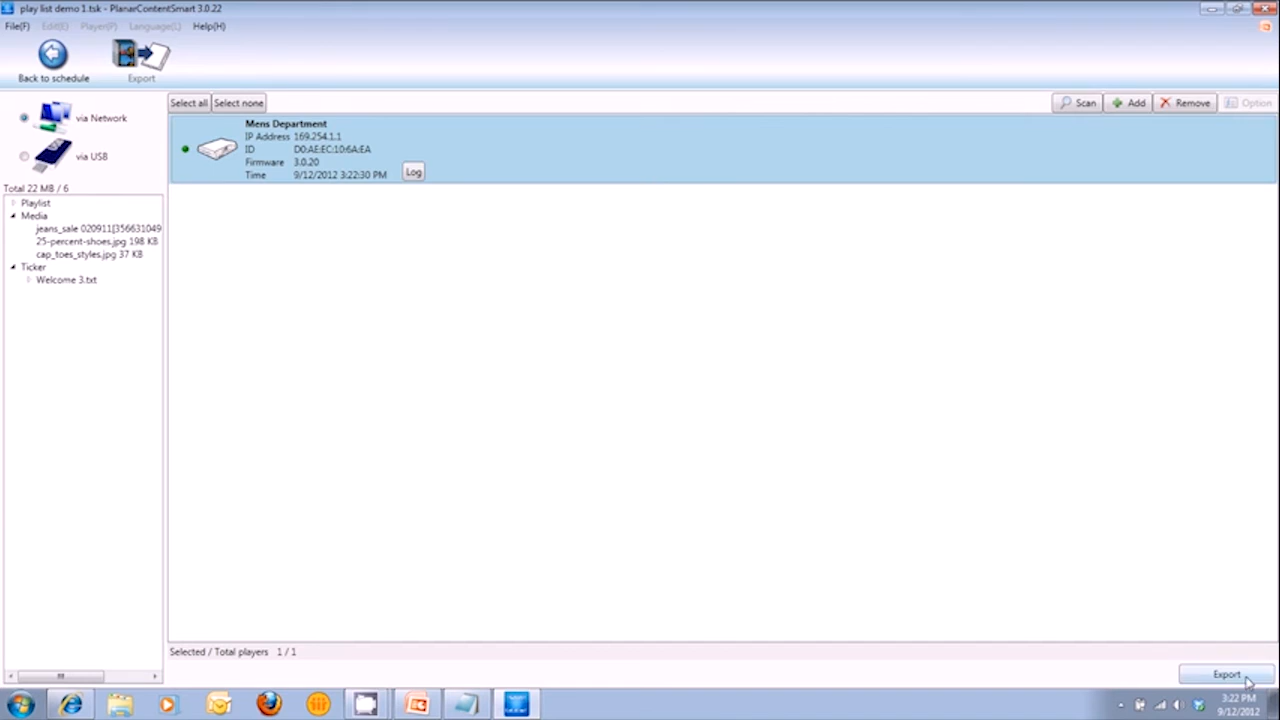 play list demo 1.tsk - PlanarContentSmart 3.0.22
File(F) Edit(E) Player(P) Language(L) Help(H)
Back to schedule
Export
via Network
via USB
Total 22 MB / 6
Playlist
Media
jeans_sale 020911[356631049
25-percent-shoes.jpg 198 KB
cap_toes_styles.jpg 37 KB
Ticker
Welcome 3.txt
Select all Select none
Scan Add Remove Option
Mens Department
IP Address 169.254.1.1
ID D0:AE:EC:10:6A:EA
Firmware 3.0.20
Time 9/12/2012 3:22:30 PM
Log
Selected / Total players 1 / 1
Export
3:22 PM
9/12/2012